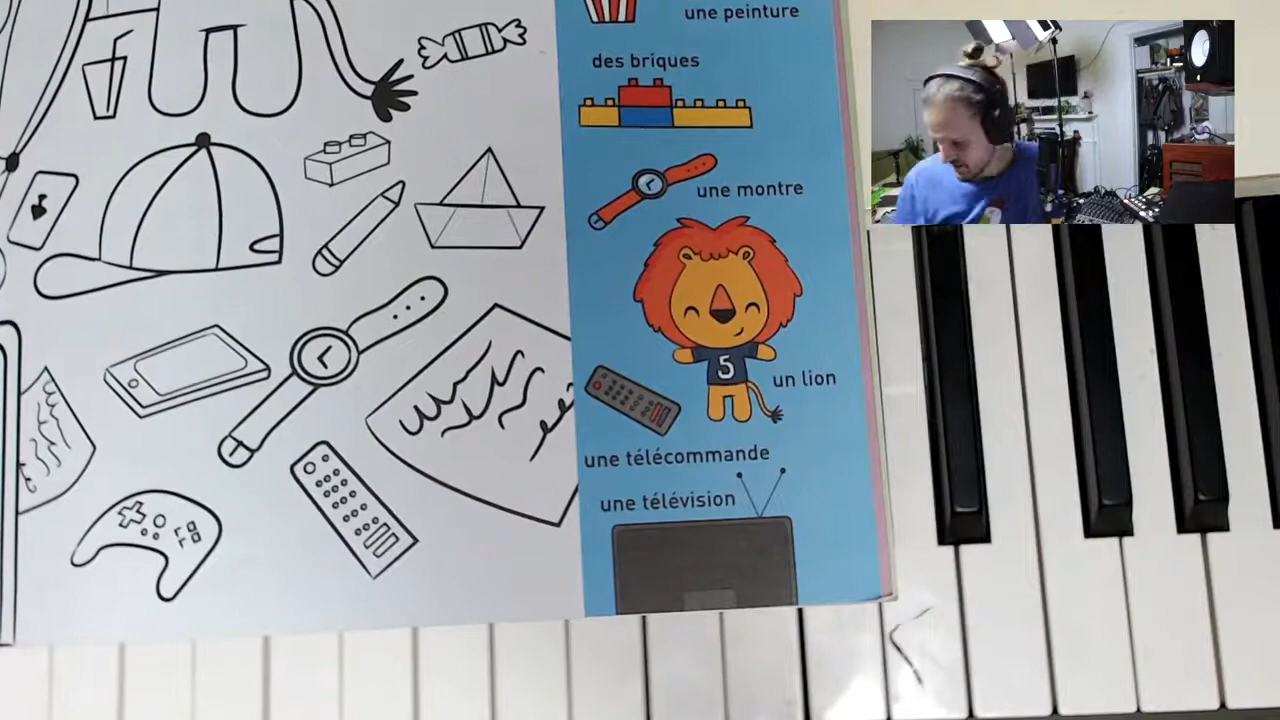 une peinture
des briques
une montre
5
un lion
une télécommande
une télévision